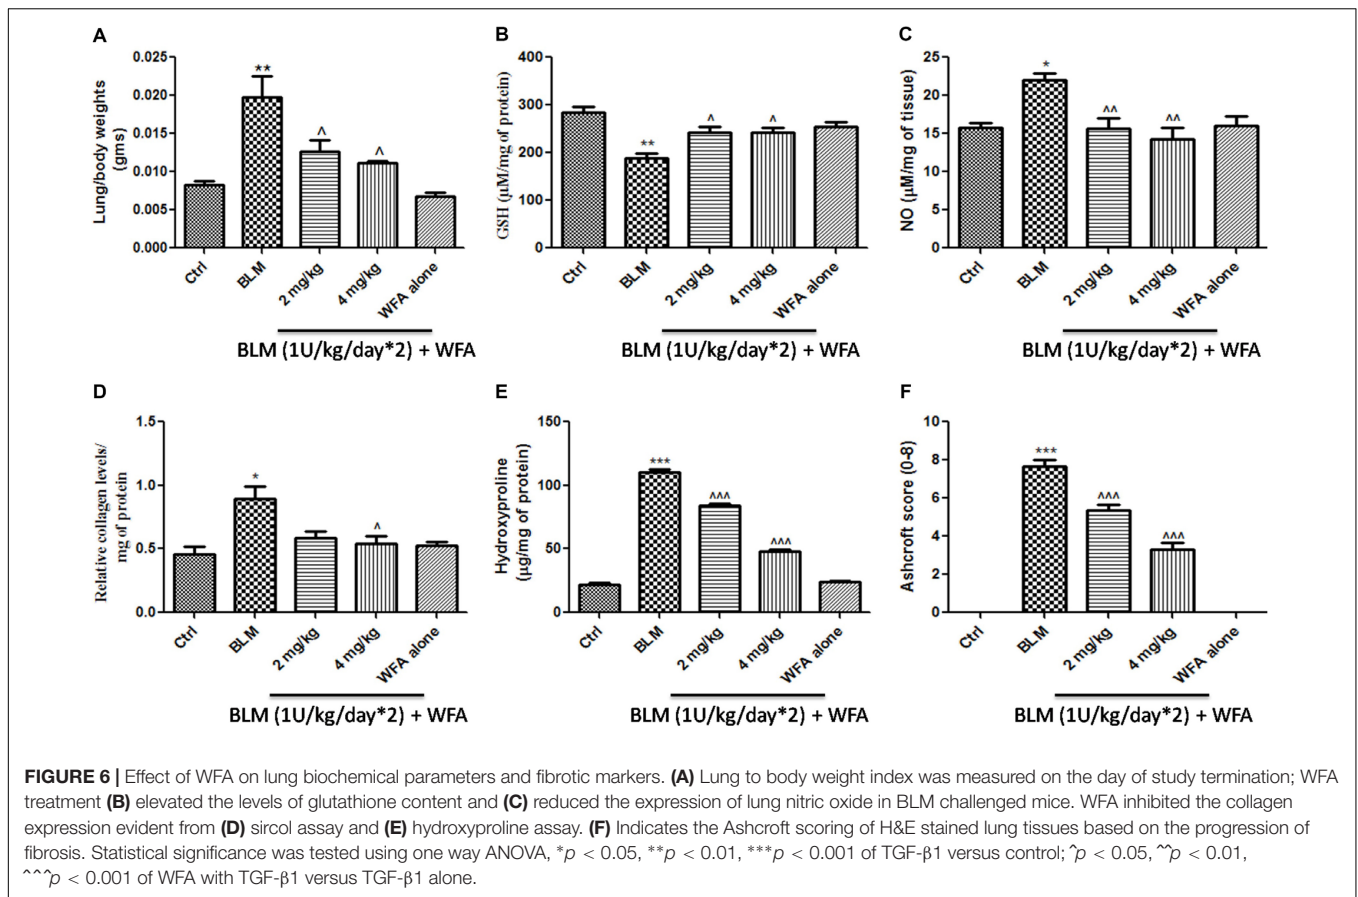 A
Lung/body weights
(gms)
0.025
0.020
0.015
0.010
0.005
0.000
**
^
^
Ctrl
BLM
2 mg/kg
4 mg/kg
WFA alone
BLM (1U/kg/day*2) + WFA
B
GSH (μM/mg of protein)
400
300
200
100
0
**
^
^
Ctrl
BLM
2 mg/kg
4 mg/kg
WFA alone
BLM (1U/kg/day*2) + WFA
C
NO (μM/mg of tissue)
25
20
15
10
5
0
*
^^
^^
Ctrl
BLM
2 mg/kg
4 mg/kg
WFA alone
BLM (1U/kg/day*2) + WFA
D
Relative collagen levels/
mg of protein
1.5
1.0
0.5
0.0
*
^
Ctrl
BLM
2 mg/kg
4 mg/kg
WFA alone
BLM (1U/kg/day*2) + WFA
E
Hydroxyproline
(μg/mg of protein)
150
100
50
0
***
^^^
^^^
Ctrl
BLM
2 mg/kg
4 mg/kg
WFA alone
BLM (1U/kg/day*2) + WFA
F
Ashcroft score (0-8)
10
8
6
4
2
0
***
^^^
^^^
Ctrl
BLM
2 mg/kg
4 mg/kg
WFA alone
BLM (1U/kg/day*2) + WFA
FIGURE 6 | Effect of WFA on lung biochemical parameters and fibrotic markers. (A) Lung to body weight index was measured on the day of study termination; WFA
treatment (B) elevated the levels of glutathione content and (C) reduced the expression of lung nitric oxide in BLM challenged mice. WFA inhibited the collagen
expression evident from (D) sircol assay and (E) hydroxyproline assay. (F) Indicates the Ashcroft scoring of H&E stained lung tissues based on the progression of
fibrosis. Statistical significance was tested using one way ANOVA, *p < 0.05, **p < 0.01, ***p < 0.001 of TGF-β1 versus control; ^p < 0.05, ^^p < 0.01,
^^^p < 0.001 of WFA with TGF-β1 versus TGF-β1 alone.